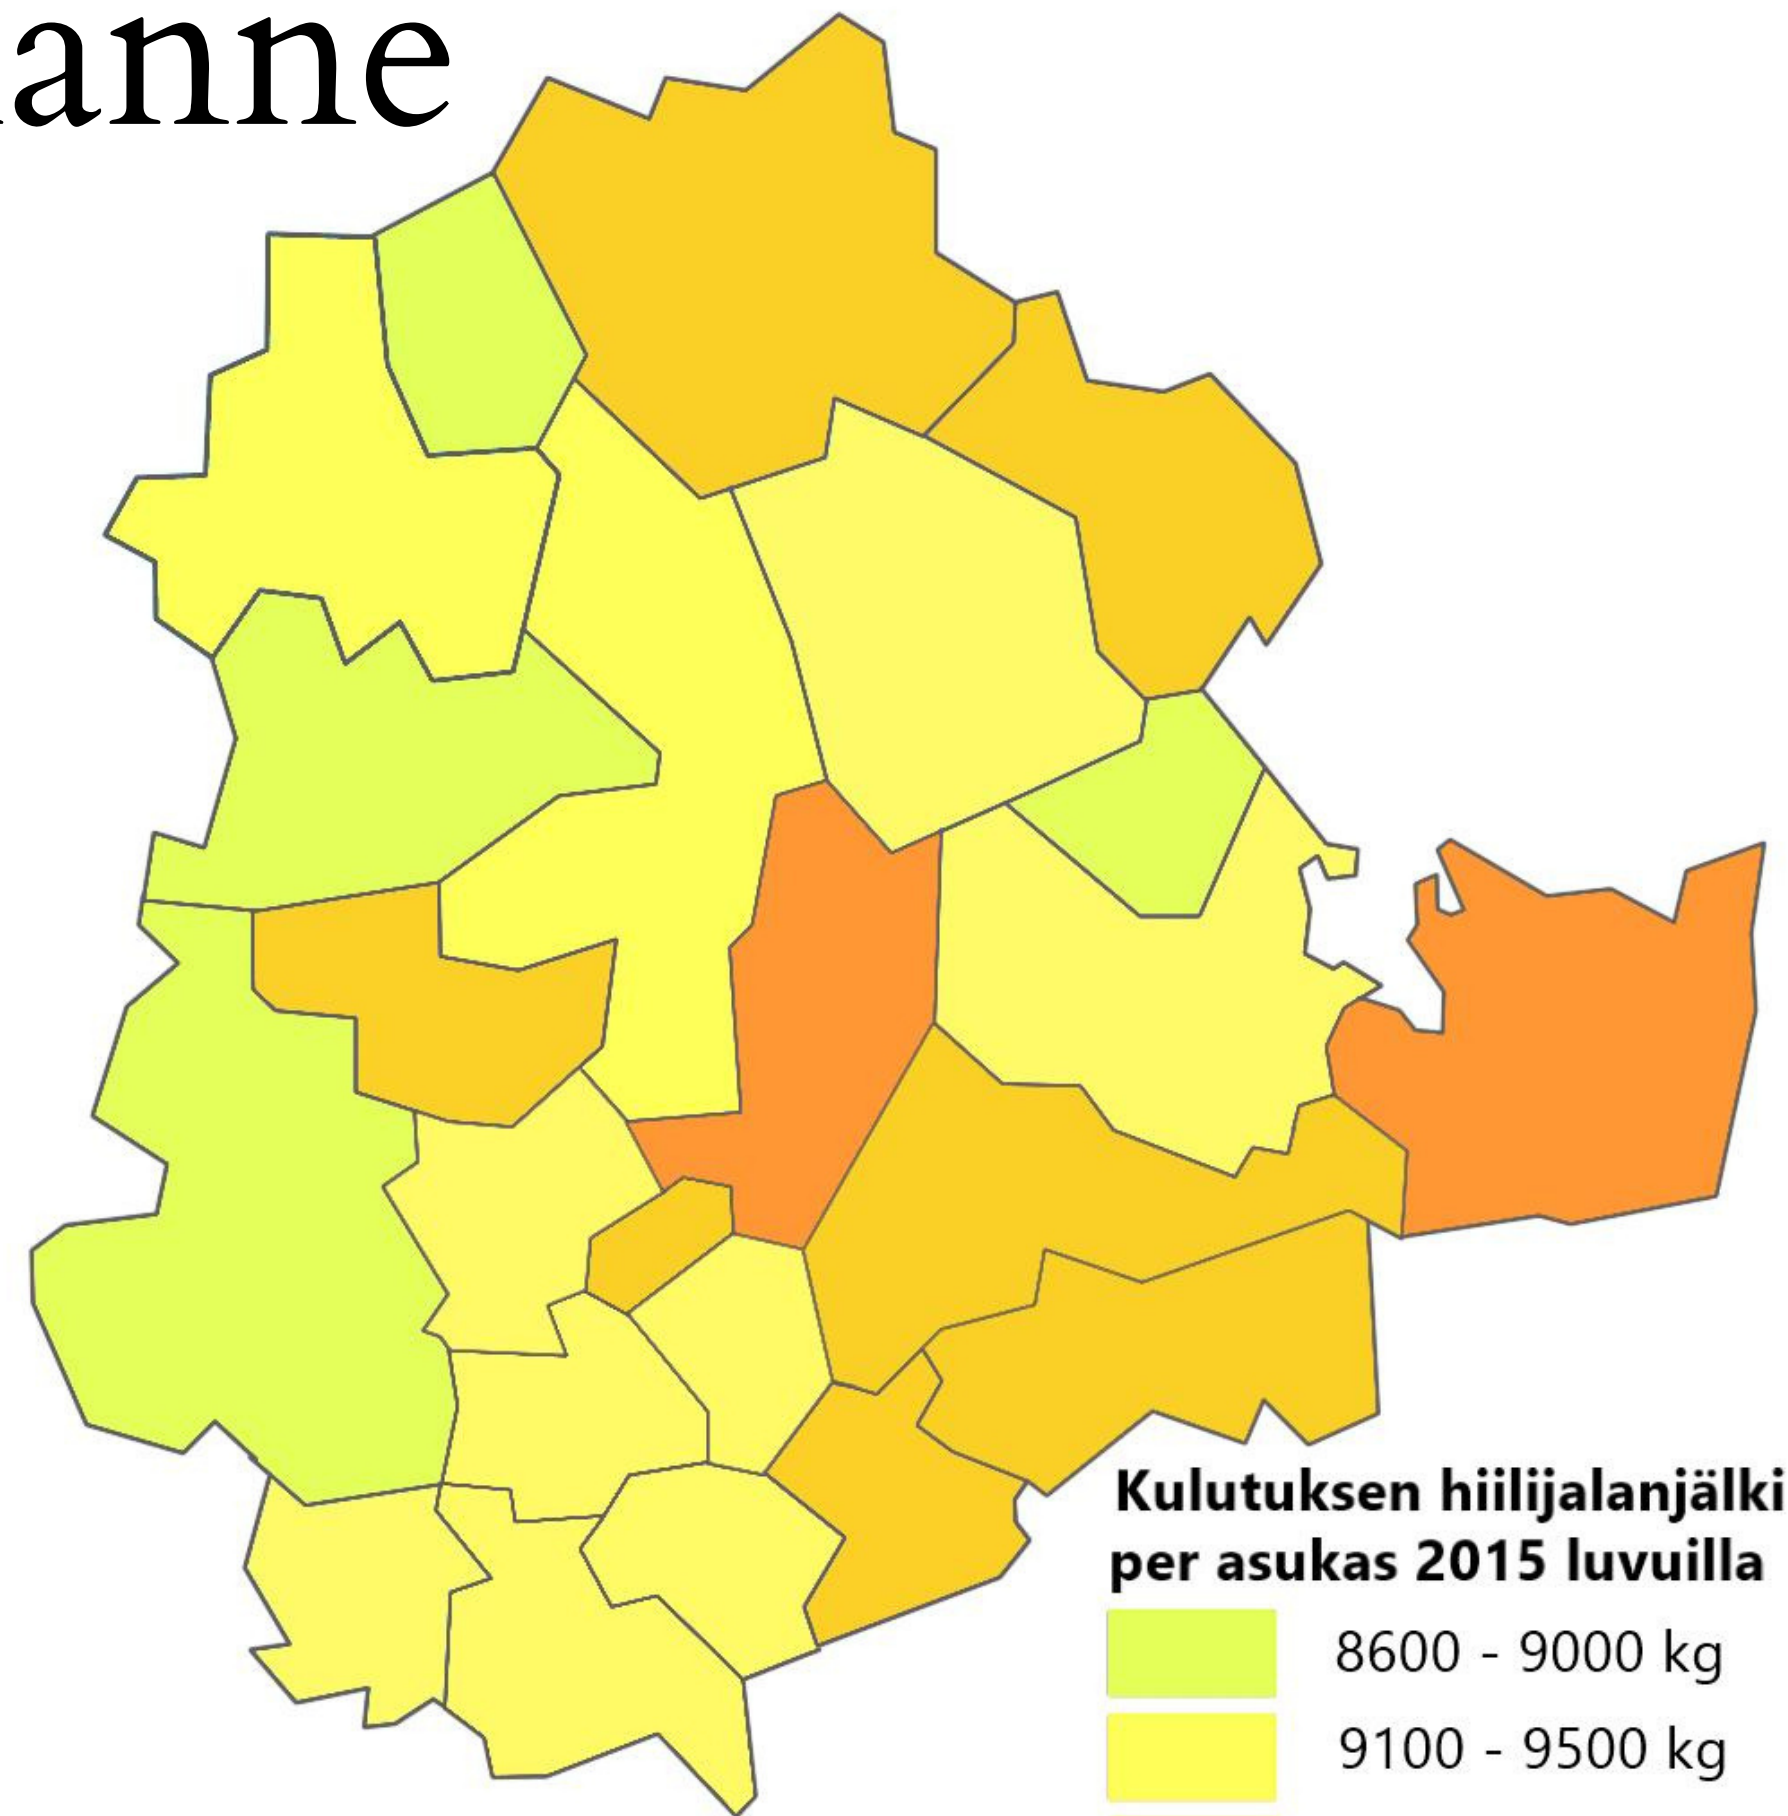 anne
Kulutuksen hiilijalanjälki
per asukas 2015 luvuilla
8600 - 9000 kg
9100 - 9500 kg